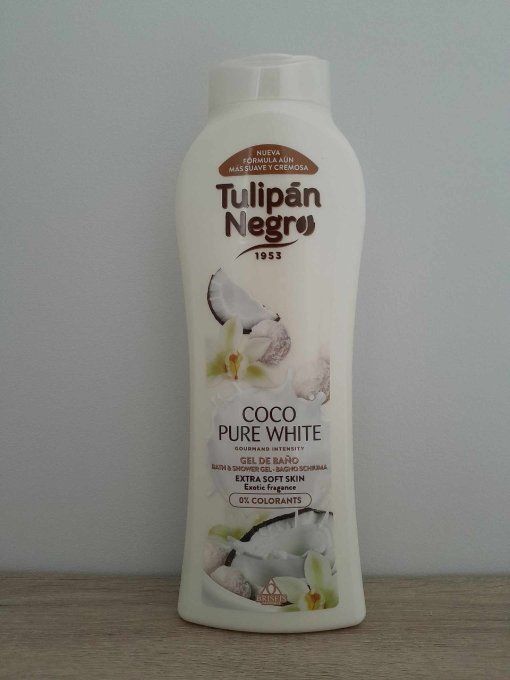 NUEVA
FÓRMULA AÚN
MÁS SUAVE Y CREMOSA
Tulipán
Negro
1953
COCO
PURE WHITE
GOURMAND INTENSITY
GEL DE BAÑO
BATH & SHOWER GEL • BAGNO SCHIUMA
EXTRA SOFT SKIN
Exotic fragance
0% COLORANTS
BRISEIS